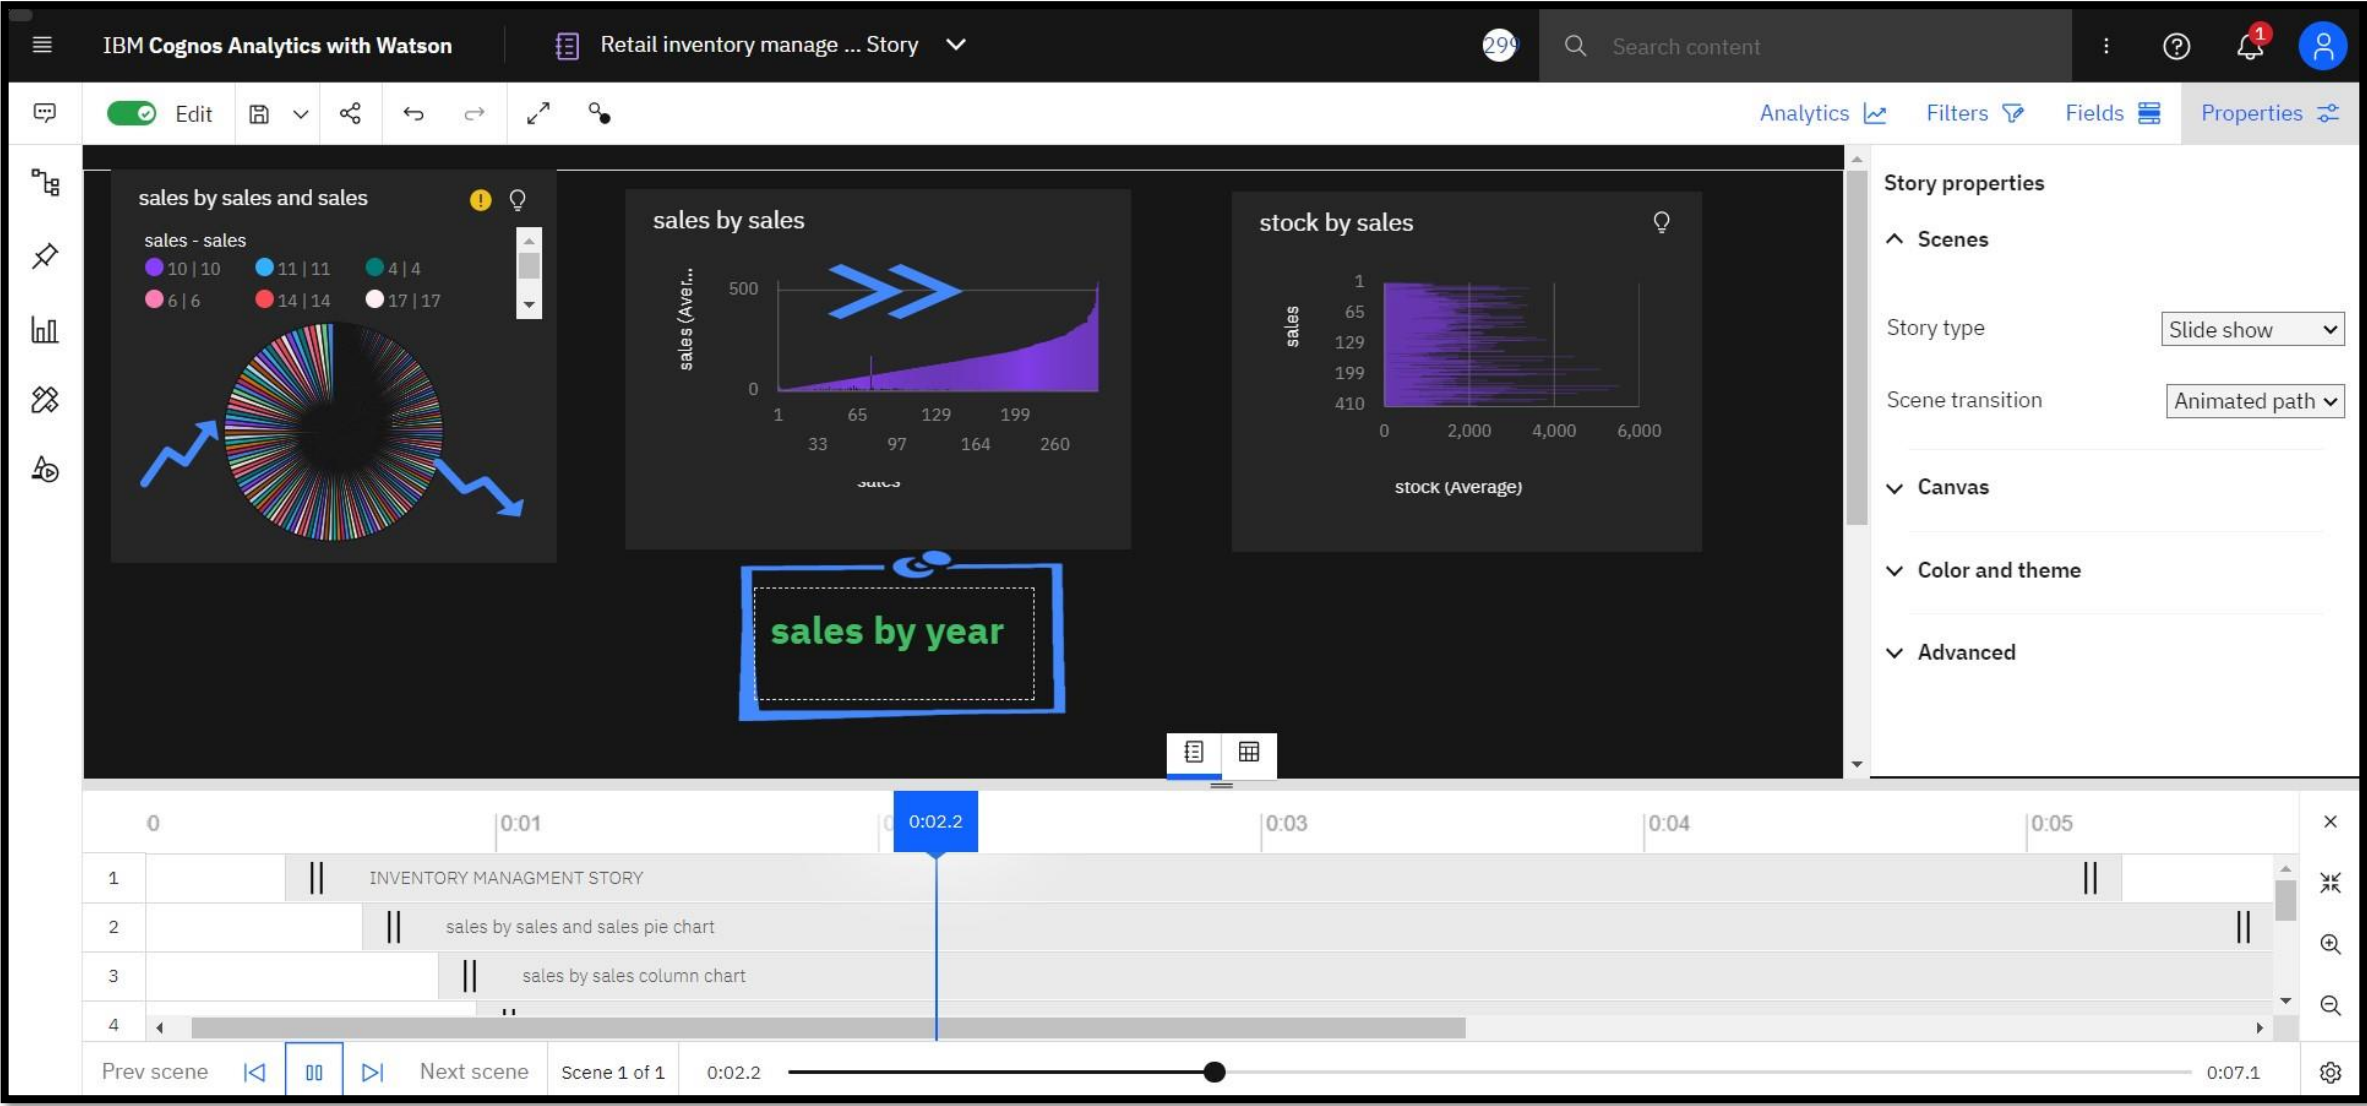 IBM Cognos Analytics with Watson
Retail inventory manage ... Story
299
Search content
1
Edit
Analytics
Filters
Fields
Properties
sales by sales and sales
sales - sales
10 | 10
11 | 11
4 | 4
6 | 6
14 | 14
17 | 17
sales by sales
sales (Aver...
500
0
1
65
129
199
33
97
164
260
sales
stock by sales
sales
1
65
129
199
410
0
2,000
4,000
6,000
stock (Average)
sales by year
Story properties
Scenes
Story type
Slide show
Scene transition
Animated path
Canvas
Color and theme
Advanced
0
0:01
0:02.2
0:03
0:04
0:05
1
INVENTORY MANAGMENT STORY
2
sales by sales and sales pie chart
3
sales by sales column chart
4
Prev scene
Next scene
Scene 1 of 1
0:02.2
0:07.1